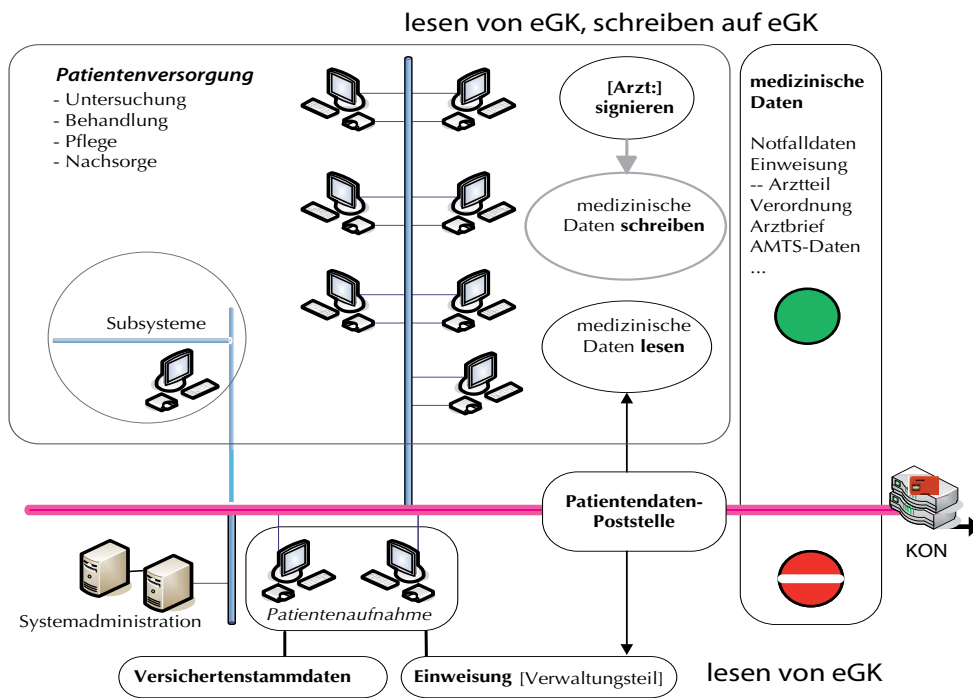 lesen von eGK, schreiben auf eGK
Patientenversorgung
- Untersuchung
- Behandlung
- Pflege
- Nachsorge
[Arzt:]
signieren
medizinische
Daten schreiben
medizinische
Daten lesen
medizinische
Daten
Notfalldaten
Einweisung
-- Arztteil
Verordnung
Arztbrief
AMTS-Daten
...
Subsysteme
Patientendaten-
Poststelle
KON
Systemadministration
Patientenaufnahme
Versichertenstammdaten
Einweisung [Verwaltungsteil]
lesen von eGK